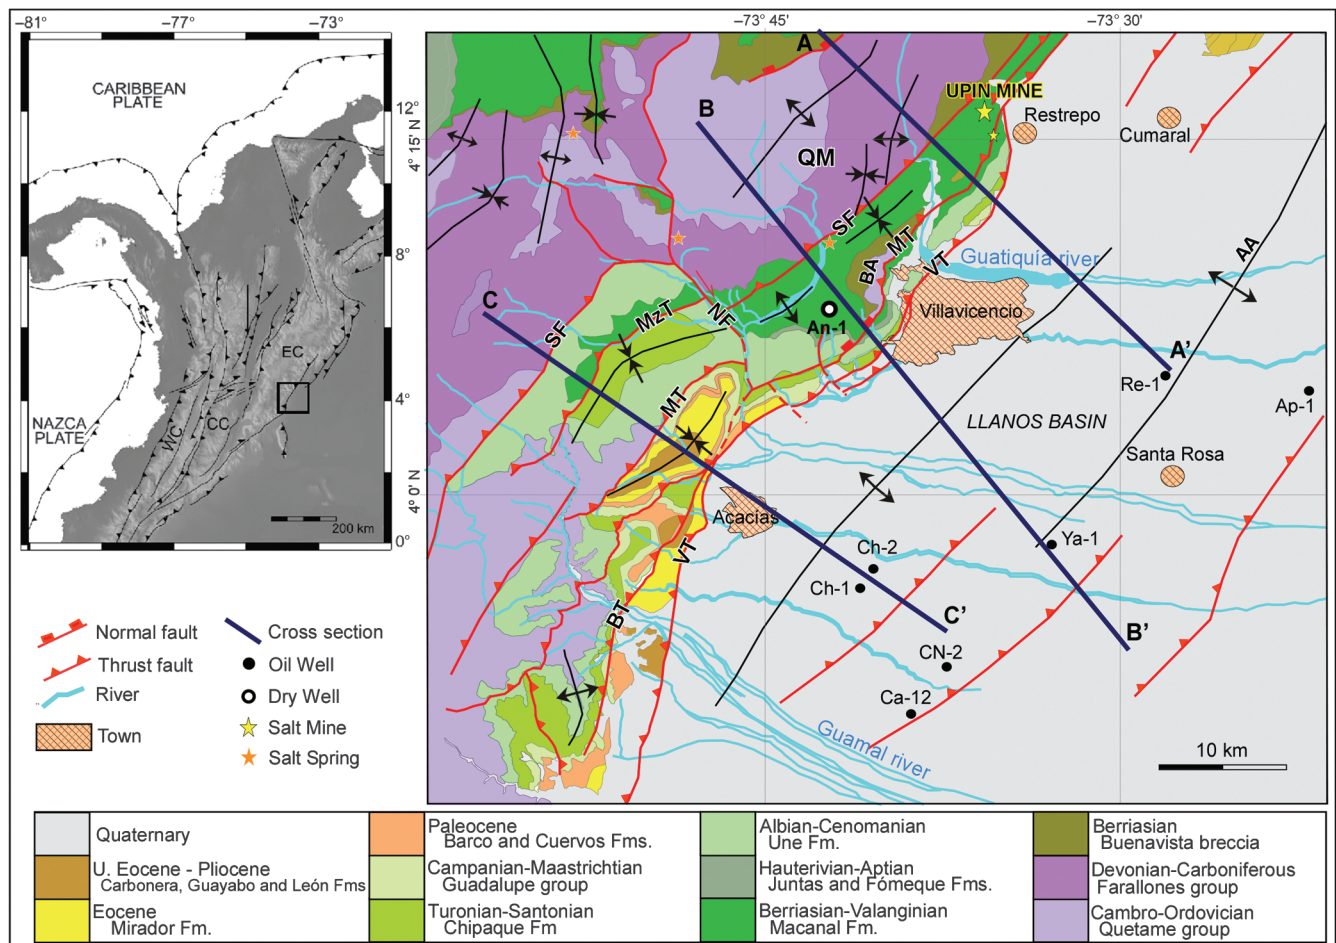 -81°
-77°
-73°
-73° 45'
-73° 30'
CARIBBEAN
PLATE
12°
8°
4°
0°
EC
CC
WC
NAZCA
PLATE
200 km
4° 15' N
4° 0' N
A
B
C
UPIN MINE
Restrepo
Cumaral
QM
SF
MT
BA
VT
AA
Guatiquía river
Villavicencio
An-1
NF
MzT
SF
MT
A'
Re-1
Ap-1
LLANOS BASIN
Santa Rosa
Acacias
VT
Ya-1
Ch-2
Ch-1
BT
C'
B'
CN-2
Ca-12
Guamal river
10 km
Normal fault
Thrust fault
River
Town
Cross section
Oil Well
Dry Well
Salt Mine
Salt Spring
Quaternary
U. Eocene - Pliocene
Carbonera, Guayabo and León Fms
Eocene
Mirador Fm.
Paleocene
Barco and Cuervos Fms.
Campanian-Maastrichtian
Guadalupe group
Turonian-Santonian
Chipaque Fm
Albian-Cenomanian
Une Fm.
Hauterivian-Aptian
Juntas and Fómeque Fms.
Berriasian-Valanginian
Macanal Fm.
Berriasian
Buenavista breccia
Devonian-Carboniferous
Farallones group
Cambro-Ordovician
Quetame group